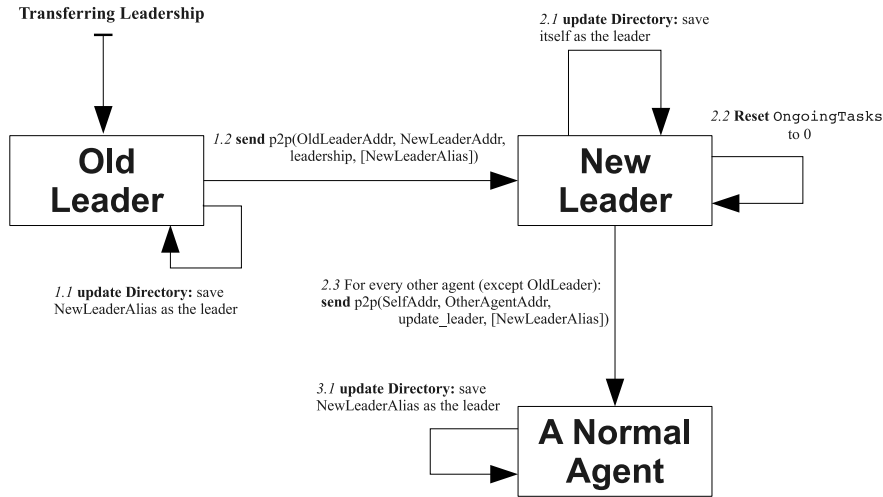 Transferring Leadership
2.1 update Directory: save
itself as the leader
2.2 Reset OngoingTasks
to 0
1.2 send p2p(OldLeaderAddr, NewLeaderAddr,
leadership, [NewLeaderAlias])
Old
Leader
New
Leader
1.1 update Directory: save
NewLeaderAlias as the leader
2.3 For every other agent (except OldLeader):
send p2p(SelfAddr, OtherAgentAddr,
update_leader, [NewLeaderAlias])
3.1 update Directory: save
NewLeaderAlias as the leader
A Normal
Agent